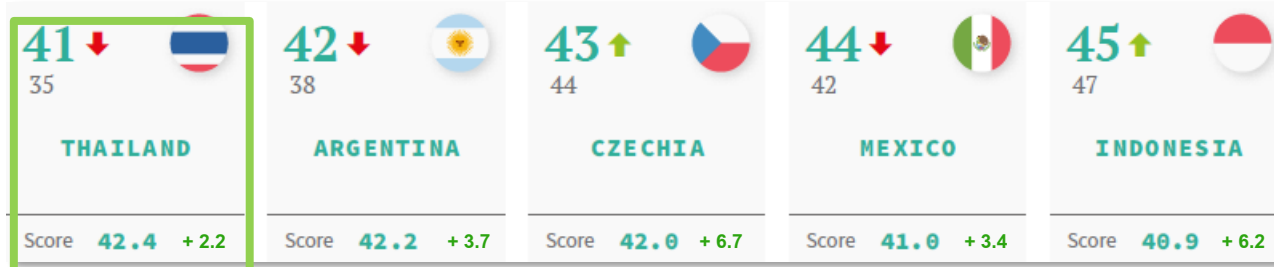 41 42 43 44 45
35 38 44 42 47
THAILAND ARGENTINA CZECHIA MEXICO INDONESIA
Score 42.4 + 2.2 Score 42.2 + 3.7 Score 42.0 + 6.7 Score 41.0 + 3.4 Score 40.9 + 6.2